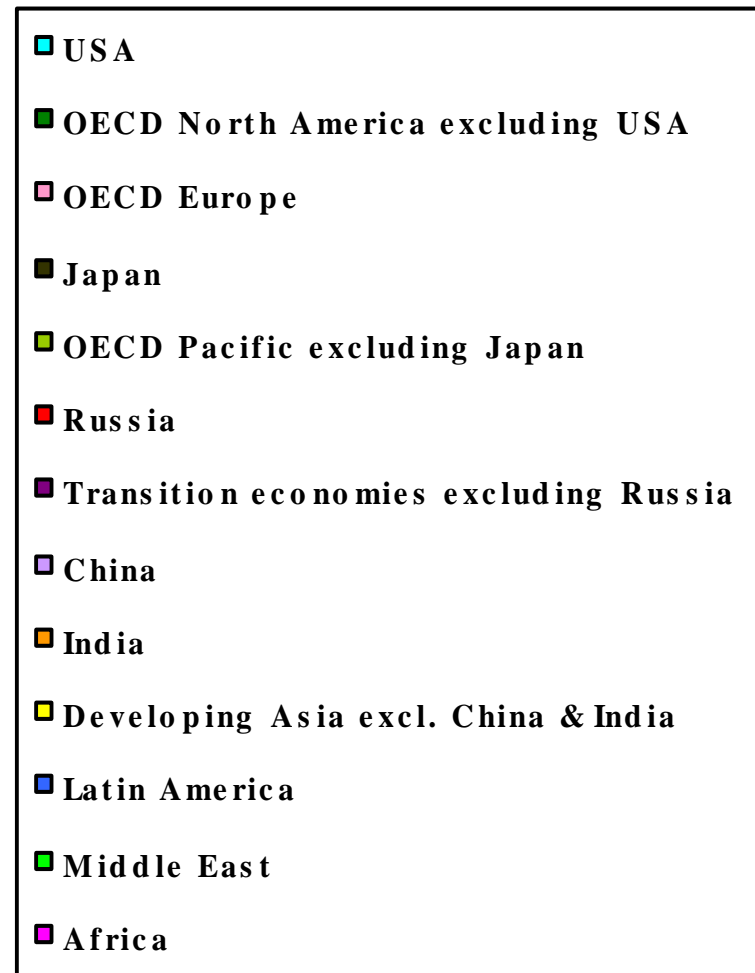 USA
OECD North America excluding USA
OECD Europe
Japan
OECD Pacific excluding Japan
Russia
Transition economies excluding Russia
China
India
Developing Asia excl. China & India
Latin America
Middle East
Africa